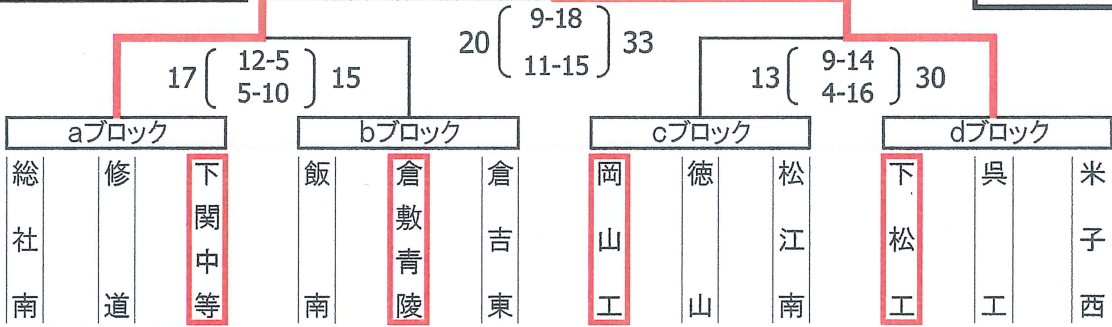 20 9-18 33
11-15
17 12-5 15
5-10
13 9-14 30
4-16
aブロック bブロック cブロック dブロック
総社南 修道 下関中等 飯南 倉敷青陵 倉吉東 岡山工 徳山 松江南 下松工 呉工 米子西